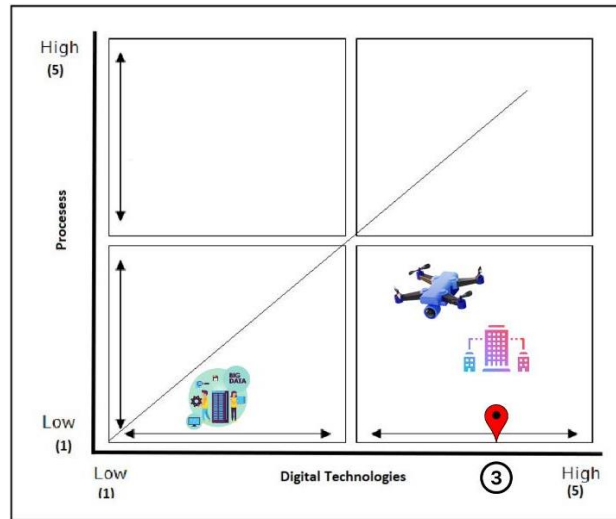 High
(5)
Procesess
BIG
DATA
Low
(1)
Low
(1)
Digital Technologies
3
High
(5)